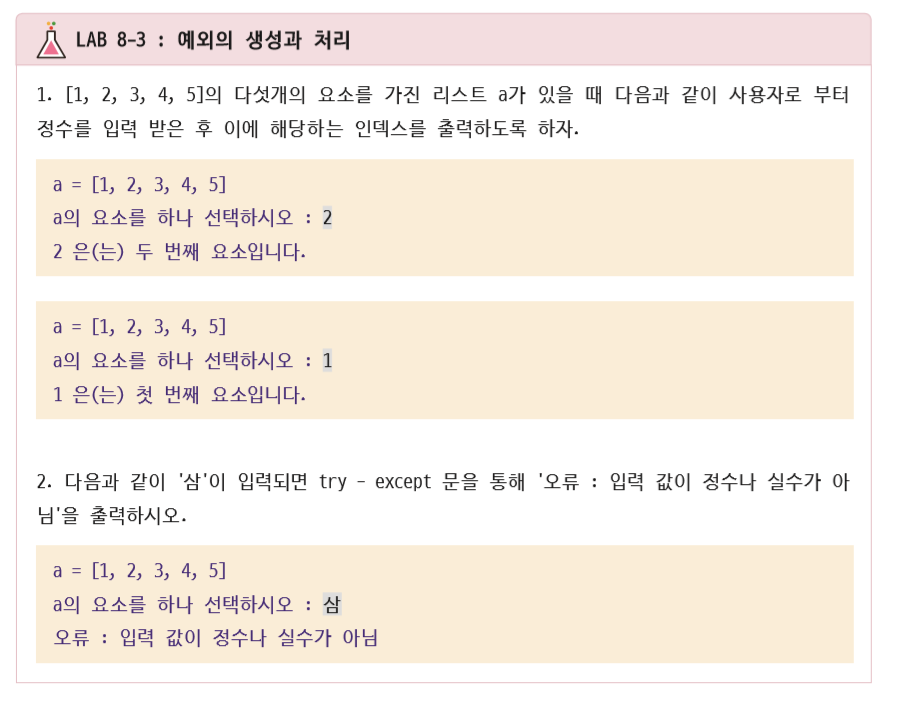 LAB 8-3 : 예외의 생성과 처리
1. [1, 2, 3, 4, 5]의 다섯개의 요소를 가진 리스트 a가 있을 때 다음과 같이 사용자로 부터
정수를 입력 받은 후 이에 해당하는 인덱스를 출력하도록 하자.
a = [1, 2, 3, 4, 5]
a의 요소를 하나 선택하시오 : 2
2 은(는) 두 번째 요소입니다.
a = [1, 2, 3, 4, 5]
a의 요소를 하나 선택하시오 : 1
1 은(는) 첫 번째 요소입니다.
2. 다음과 같이 '삼'이 입력되면 try - except 문을 통해 '오류 : 입력 값이 정수나 실수가 아
님'을 출력하시오.
a = [1, 2, 3, 4, 5]
a의 요소를 하나 선택하시오 : 삼
오류 : 입력 값이 정수나 실수가 아님